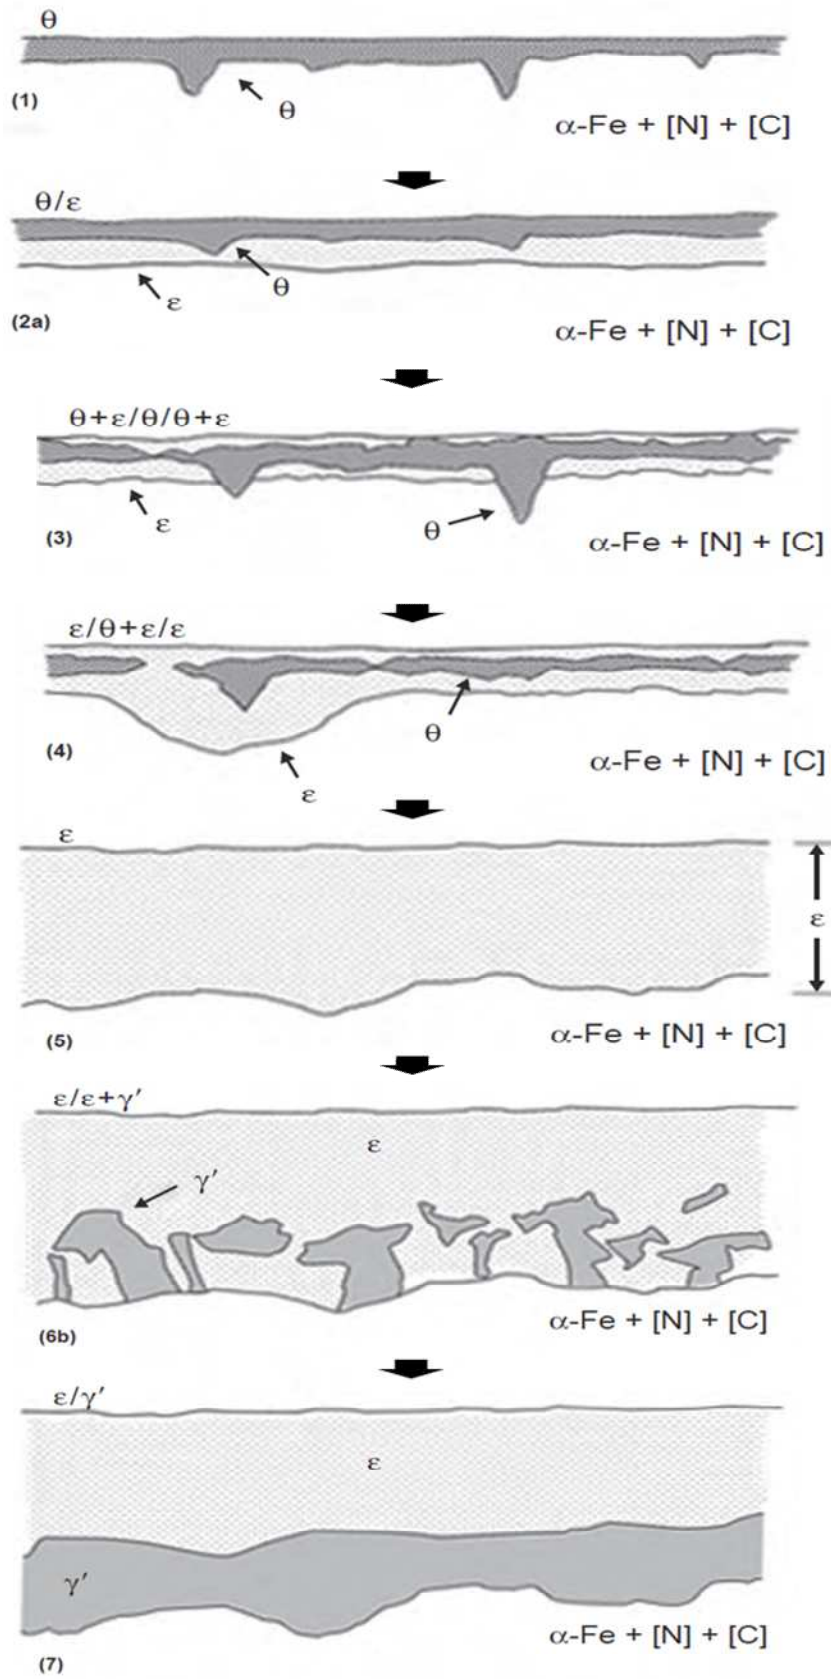 θ
θ
(1)
α-Fe + [N] + [C]
θ/ε
θ
ε
(2a)
α-Fe + [N] + [C]
θ+ε/θ/θ+ε
ε
θ
(3)
α-Fe + [N] + [C]
ε/θ+ε/ε
θ
(4)
α-Fe + [N] + [C]
ε
ε
ε
(5)
α-Fe + [N] + [C]
ε/ε+γ′
ε
γ′
α-Fe + [N] + [C]
(6b)
ε/γ′
ε
γ′
α-Fe + [N] + [C]
(7)